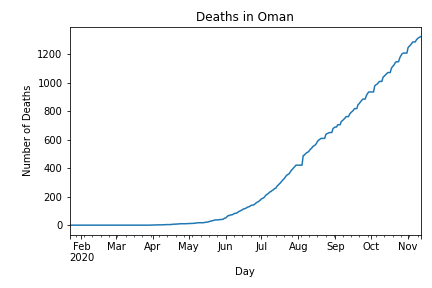 Deaths in Oman
Number of Deaths
1200
1000
800
600
400
200
0
Feb Mar Apr May Jun Jul Aug Sep Oct Nov
2020
Day